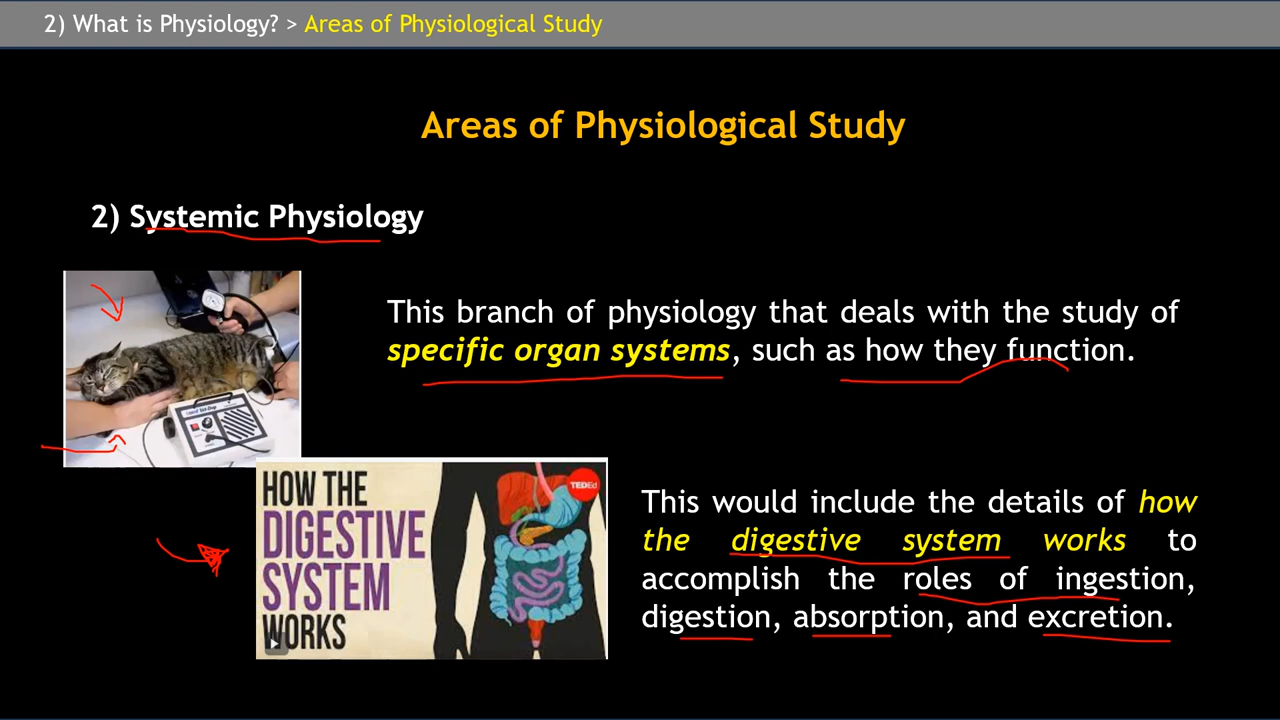 2) What is Physiology? > Areas of Physiological Study
Areas of Physiological Study
2) Systemic Physiology
This branch of physiology that deals with the study of
specific organ systems, such as how they function.
HOW THE
DIGESTIVE
SYSTEM
WORKS
TEDEd
This would include the details of how
the digestive system works to
accomplish the roles of ingestion,
digestion, absorption, and excretion.